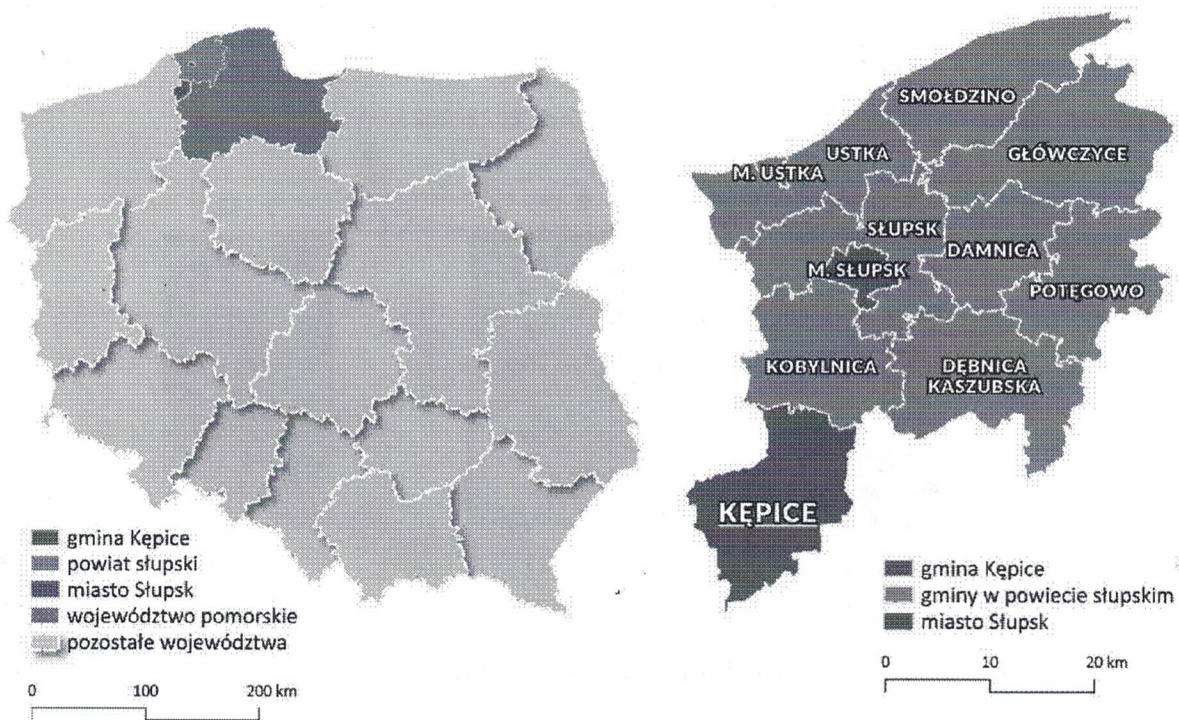 gmina Kępice
powiat słupski
miasto Słupsk
województwo pomorskie
pozostałe województwa
0 100 200 km
SMOŁDZINO
USTKA
GŁÓWCZYCE
M. USTKA
SŁUPSK
DAMNICA
M. SŁUPSK
POTĘGOWO
KOBYLNICA
DĘBNICA
KASZUBSKA
KĘPICE
gmina Kępice
gminy w powiecie słupskim
miasto Słupsk
0 10 20 km